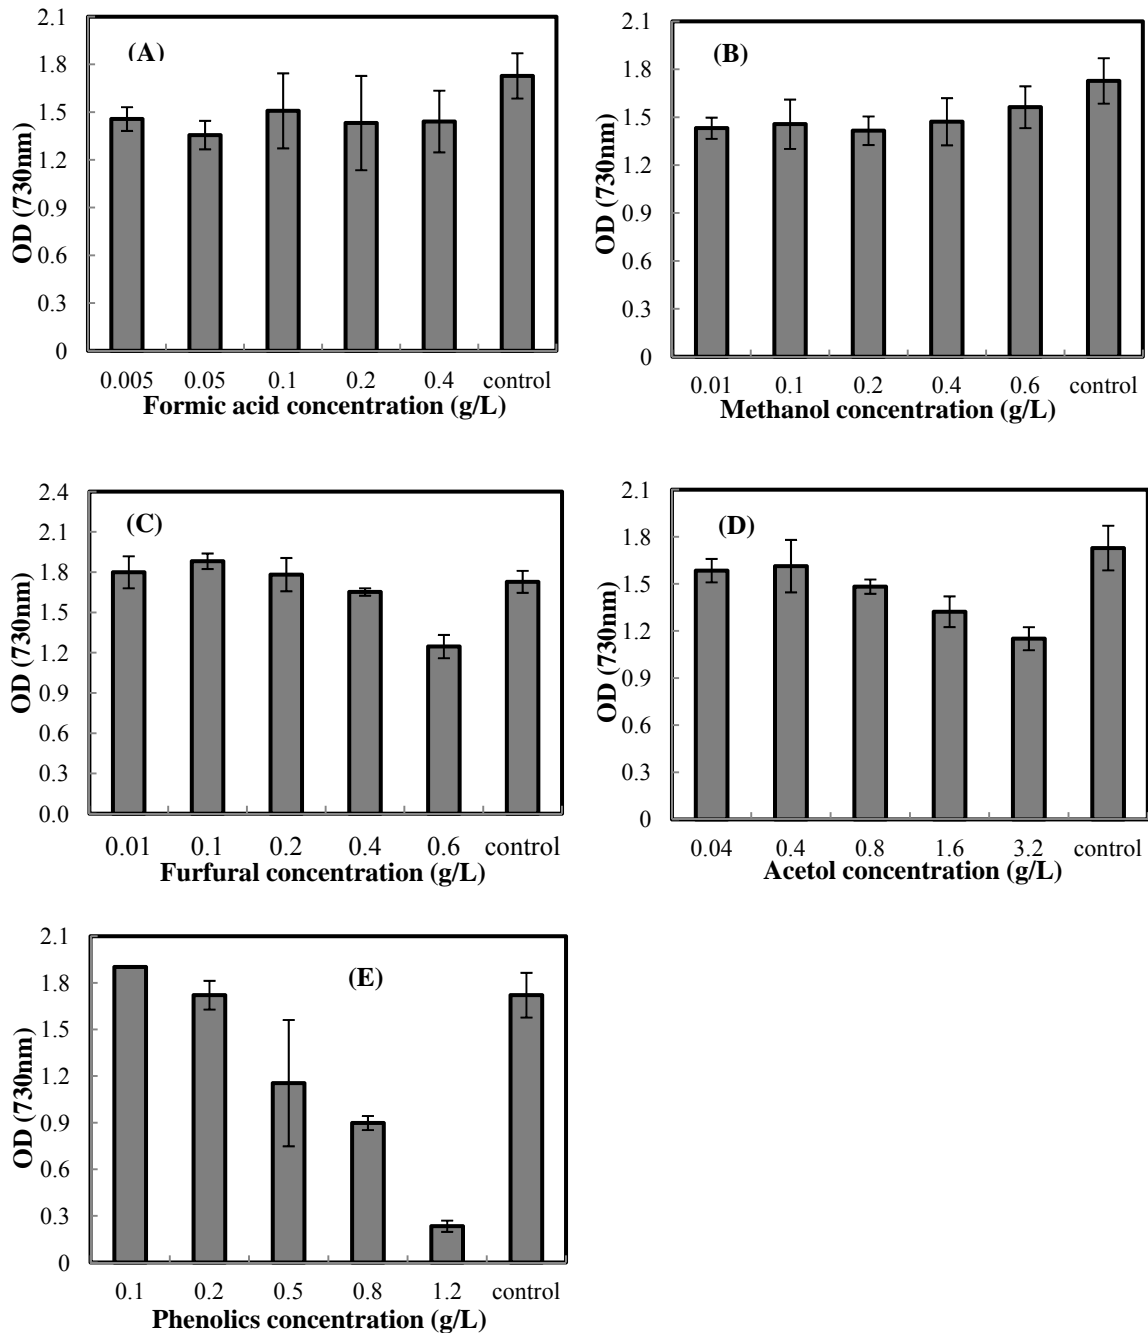 (A)
2.1
1.8
1.5
1.2
0.9
0.6
0.3
0
OD (730nm)
0.005 0.05 0.1 0.2 0.4 control
Formic acid concentration (g/L)
(B)
2.1
1.8
1.5
1.2
0.9
0.6
0.3
0
OD (730nm)
0.01 0.1 0.2 0.4 0.6 control
Methanol concentration (g/L)
(C)
2.4
2.1
1.8
1.5
1.2
0.9
0.6
0.3
0.0
OD (730nm)
0.01 0.1 0.2 0.4 0.6 control
Furfural concentration (g/L)
(D)
2.1
1.8
1.5
1.2
0.9
0.6
0.3
0
OD (730nm)
0.04 0.4 0.8 1.6 3.2 control
Acetol concentration (g/L)
(E)
2.1
1.8
1.5
1.2
0.9
0.6
0.3
0
OD (730nm)
0.1 0.2 0.5 0.8 1.2 control
Phenolics concentration (g/L)